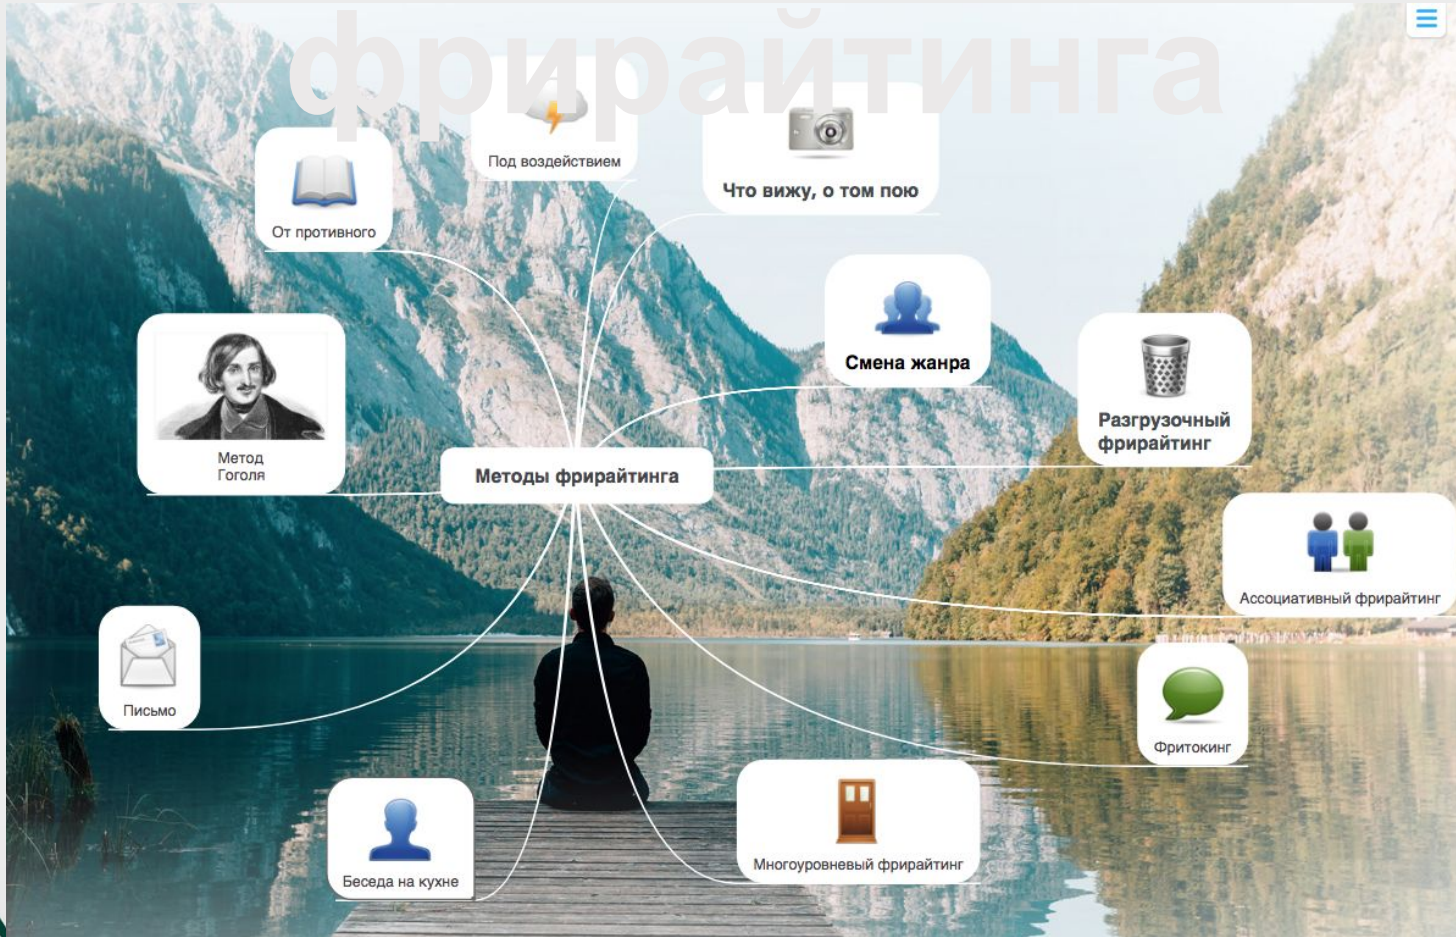 фрирайтинга
Под воздействием
Что вижу, о том пою
От противного
Смена жанра
Разгрузочный
фрирайтинг
Метод
Гоголя
Методы фрирайтинга
Ассоциативный фрирайтинг
Письмо
Фритокинг
Многоуровневый фрирайтинг
Беседа на кухне